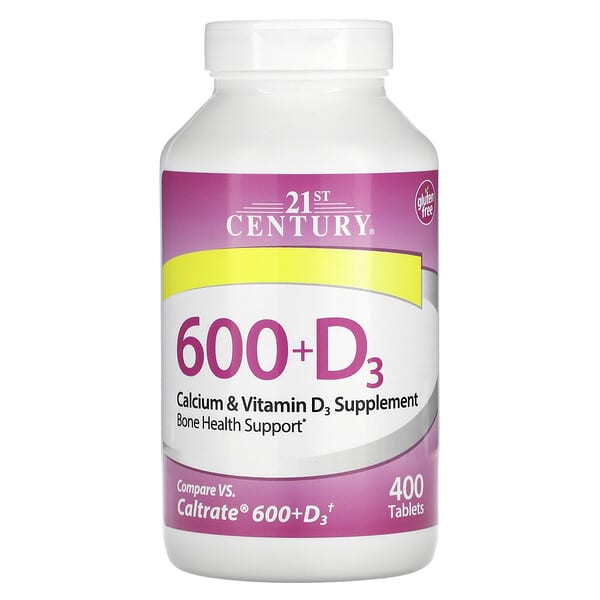 21ST
CENTURY®
gluten
free
600+D3
Calcium & Vitamin D3 Supplement
Bone Health Support*
Compare VS.
Caltrate® 600+D3†
400
Tablets